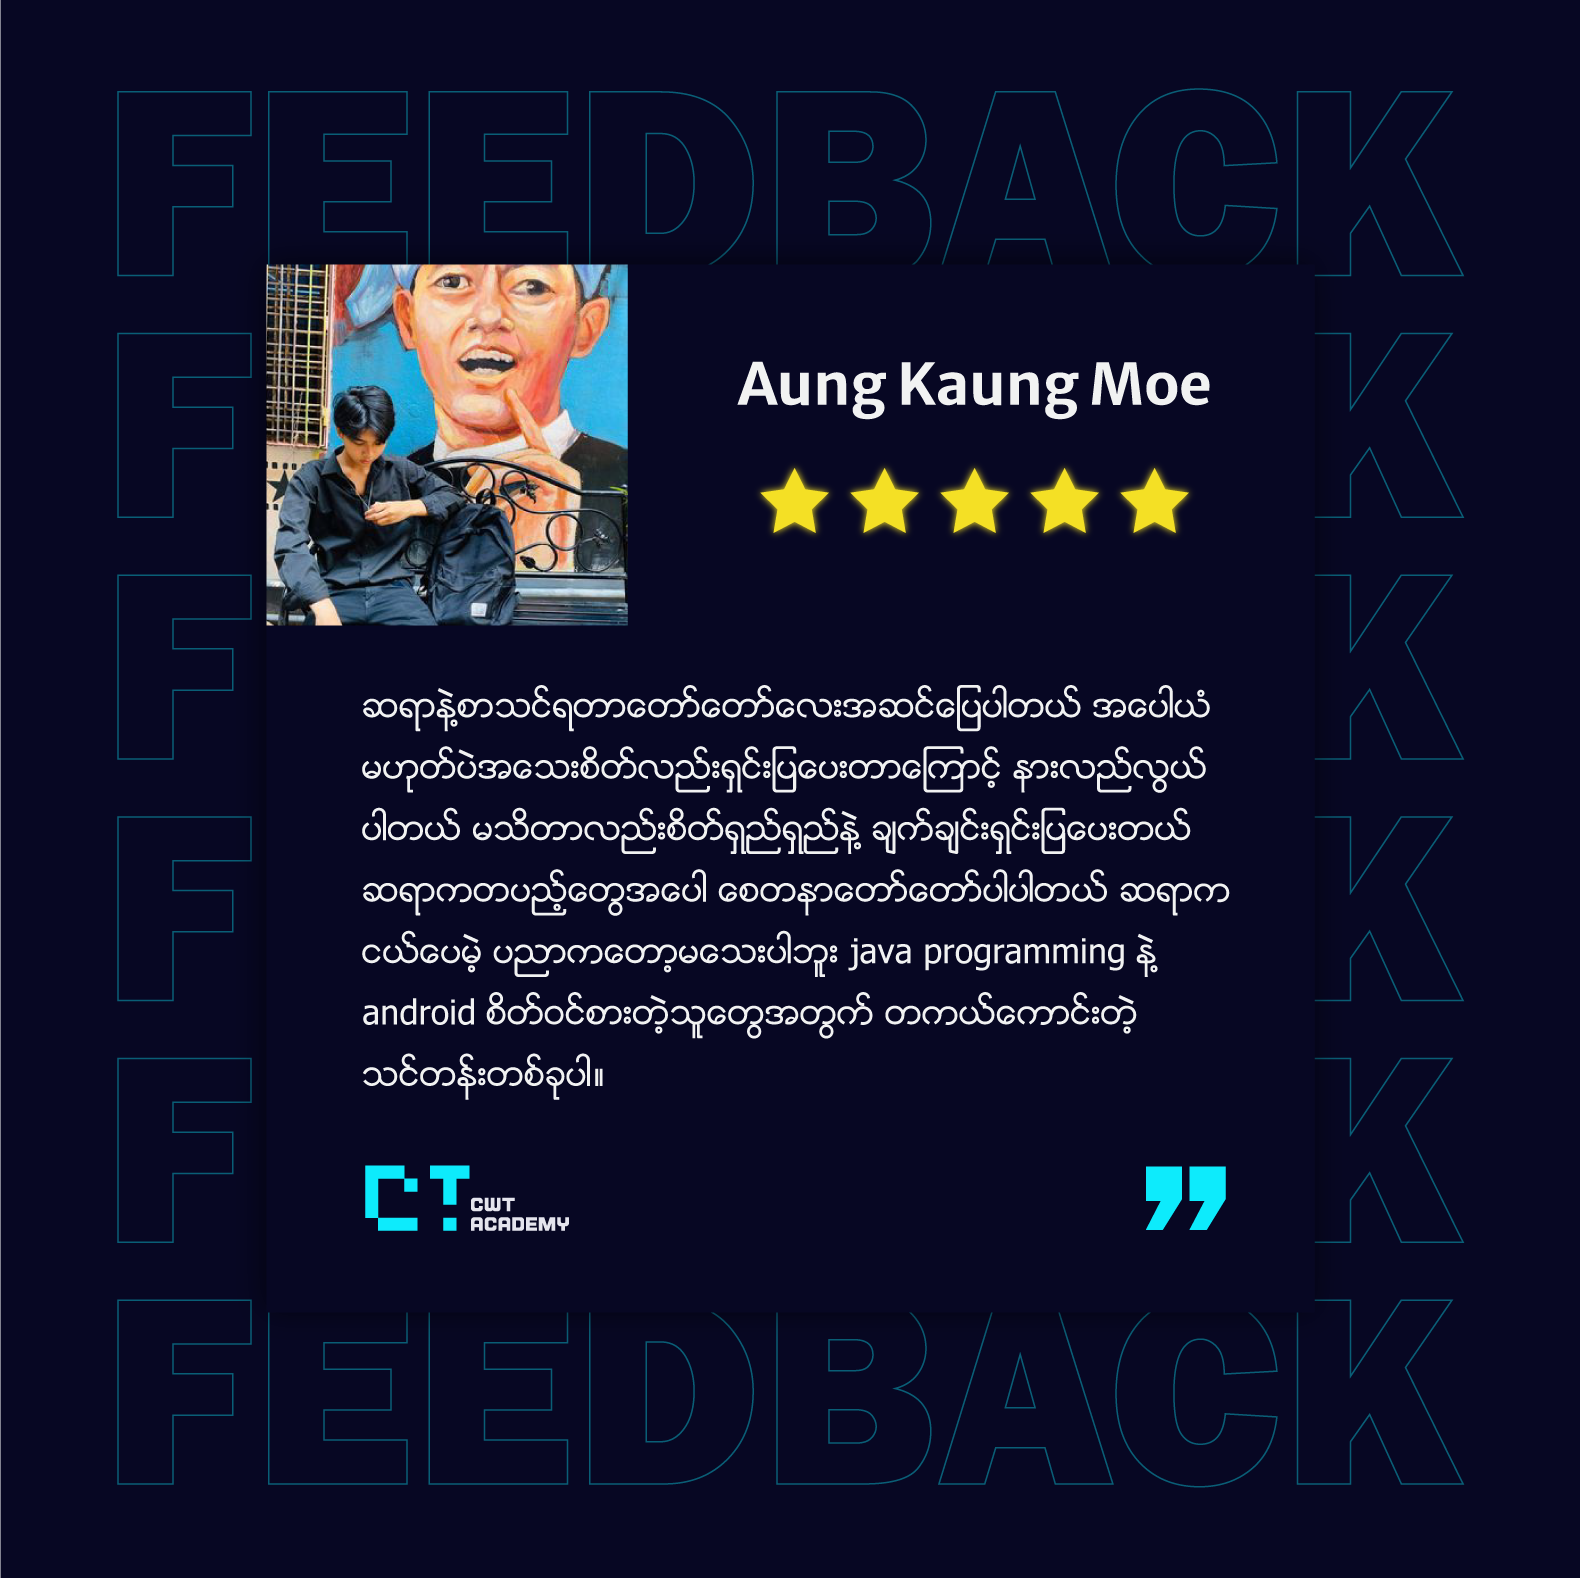 FEEDBACK
Aung Kaung Moe
ဆရာနဲ့စာသင်ရတာတော်တော်လေးအဆင်ပြေပါတယ် အပေါ်ယံ
မဟုတ်ပဲအသေးစိတ်လည်းရှင်းပြပေးတာကြောင့် နားလည်လွယ်
ပါတယ် မသိတာလည်းစိတ်ရှည်ရှည်နဲ့ ချက်ချင်းရှင်းပြပေးတယ်
ဆရာကတပည့်တွေအပေါ် စေတနာတော်တော်ပါပါတယ် ဆရာက
ငယ်ပေမဲ့ ပညာကတော့မသေးပါဘူး java programming နဲ့
android စိတ်ဝင်စားတဲ့သူတွေအတွက် တကယ်ကောင်းတဲ့
သင်တန်းတစ်ခုပါ။
CT CWT
ACADEMY
”
FEEDBACK